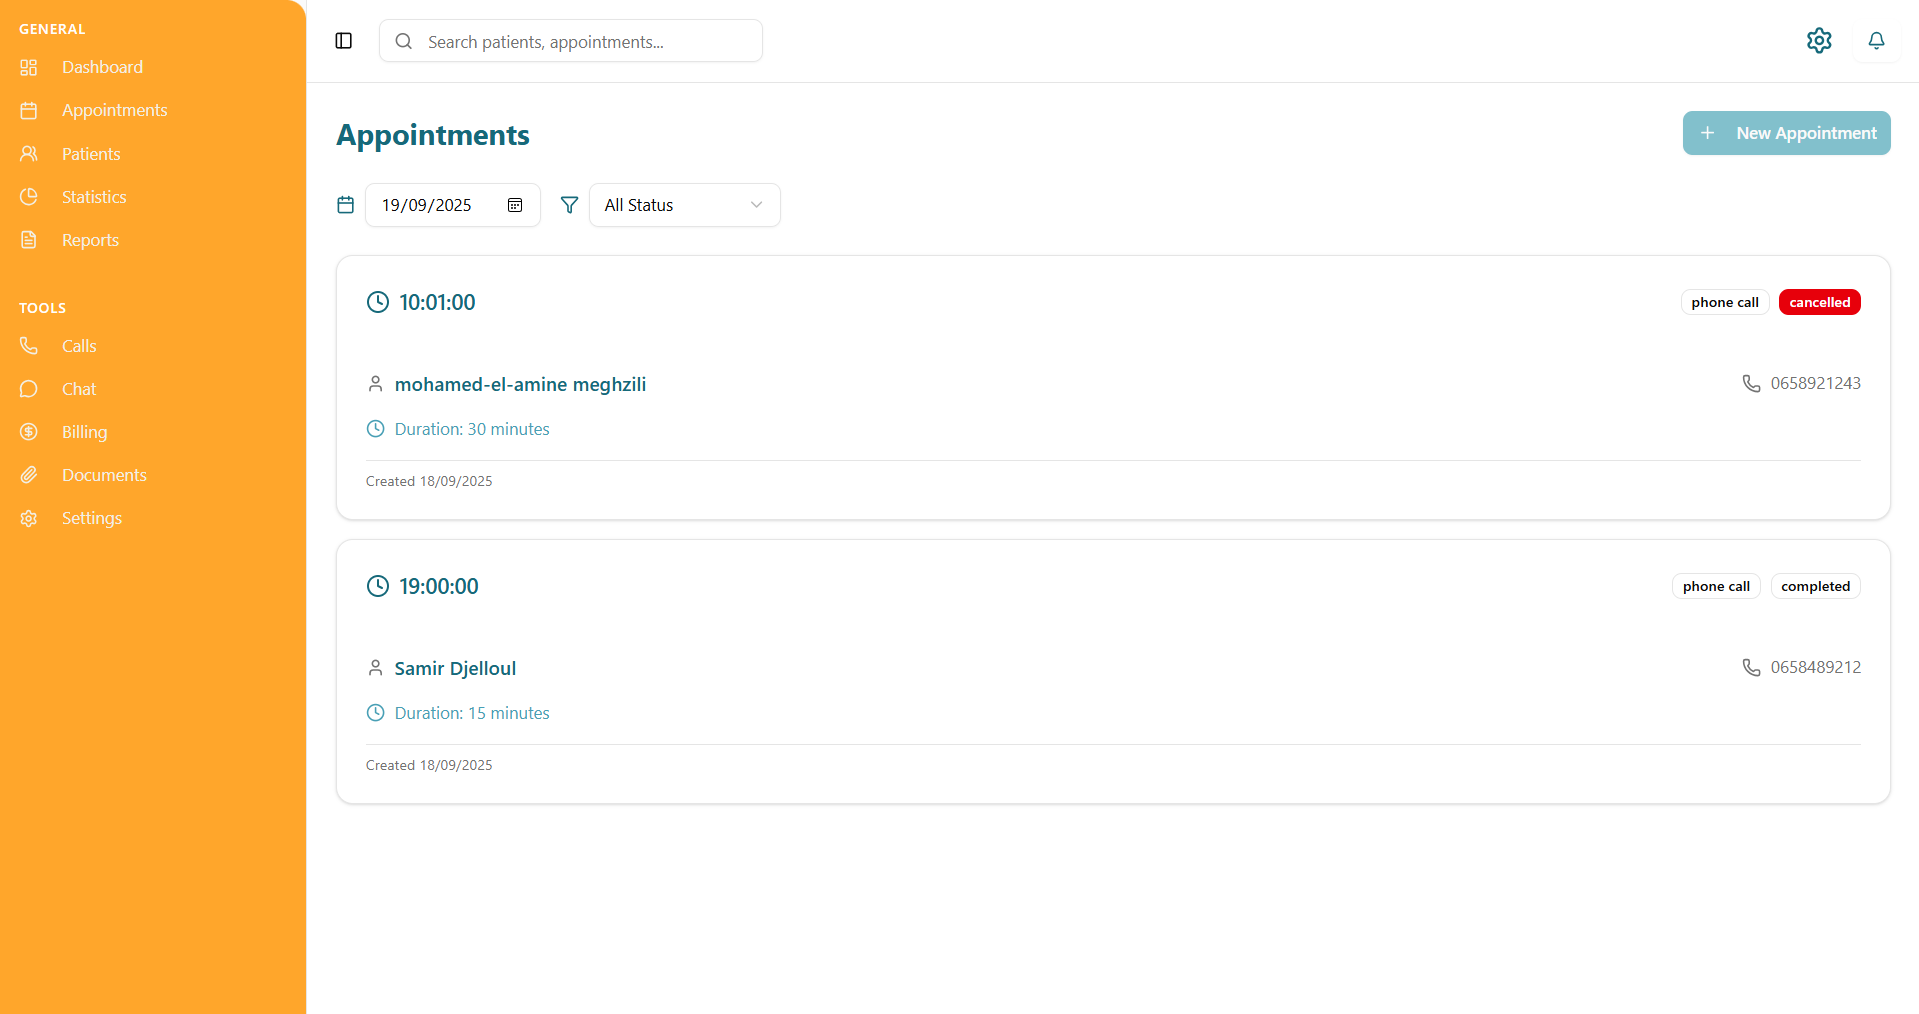 GENERAL
Dashboard
Appointments
Patients
Statistics
Reports
TOOLS
Calls
Chat
Billing
Documents
Settings
Search patients, appointments...
Appointments
New Appointment
19/09/2025
All Status
10:01:00
phone call
cancelled
mohamed-el-amine meghzili
0658921243
Duration: 30 minutes
Created 18/09/2025
19:00:00
phone call
completed
Samir Djelloul
0658489212
Duration: 15 minutes
Created 18/09/2025